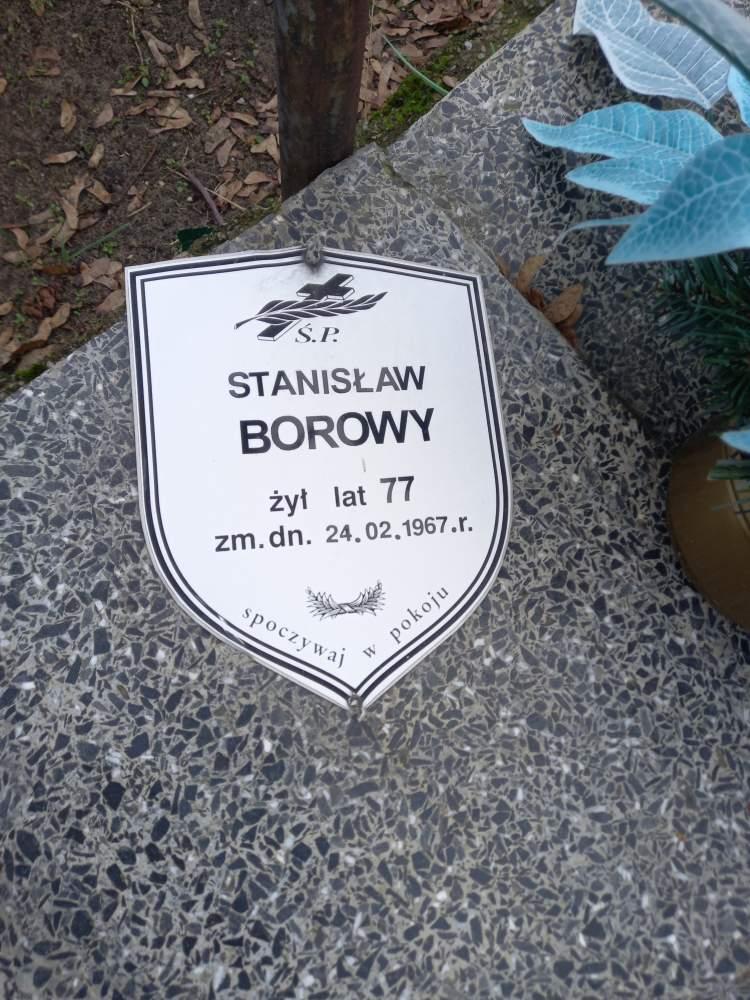 Ś.P.
STANISŁAW
BOROWY
żył lat 77
zm.dn. 24.02.1967.r.
spoczywaj w pokoju